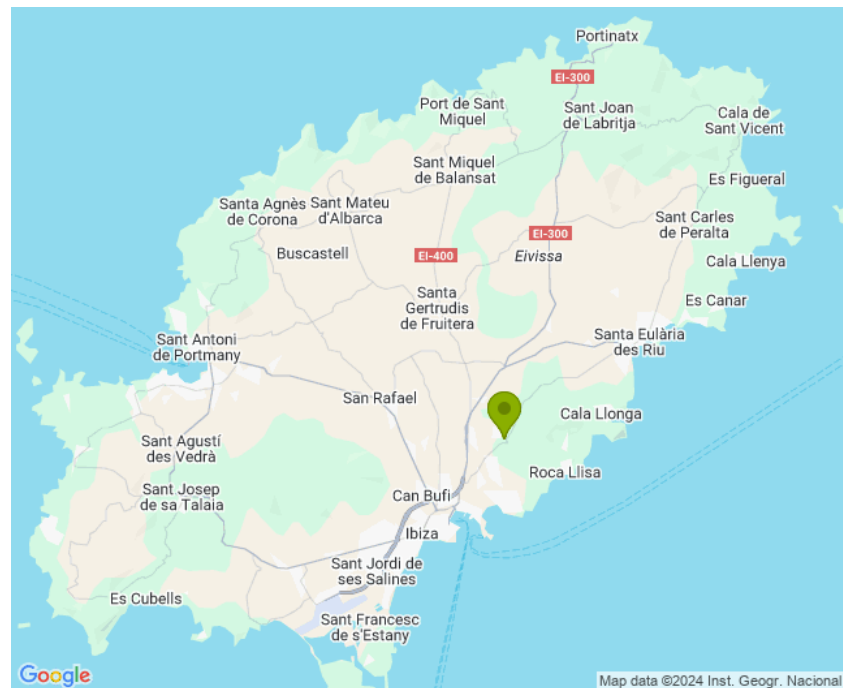 Portinatx
EI-300
Port de Sant
Miquel
Sant Joan
de Labritja
Cala de
Sant Vicent
Sant Miquel
de Balansat
Es Figueral
Santa Agnès
de Corona
Sant Mateu
d'Albarca
Sant Carles
de Peralta
EI-300
Buscastell
EI-400
Eivissa
Cala Llenya
Santa
Gertrudis
de Fruitera
Es Canar
Sant Antoni
de Portmany
Santa Eulària
des Riu
San Rafael
Cala Llonga
Sant Agustí
des Vedrà
Roca Llisa
Sant Josep
de sa Talaia
Can Bufi
Ibiza
Sant Jordi de
ses Salines
Es Cubells
Sant Francesc
de s'Estany
Google
Map data ©2024 Inst. Geogr. Nacional